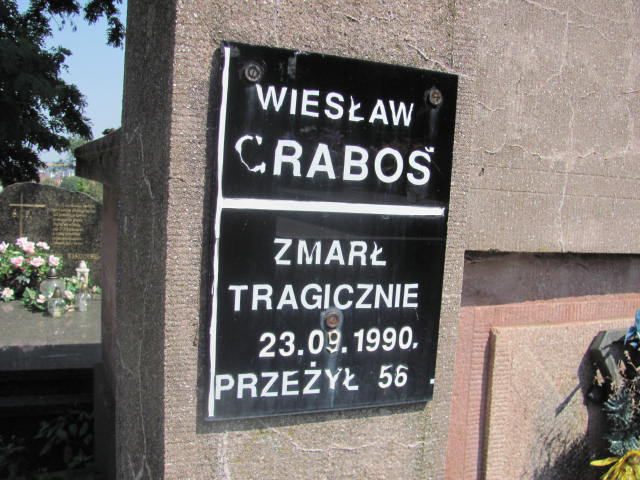 WIESŁAW
GRABOŚ
ZMARŁ
TRAGICZNIE
23.09.1990.
PRZEŻYŁ 56